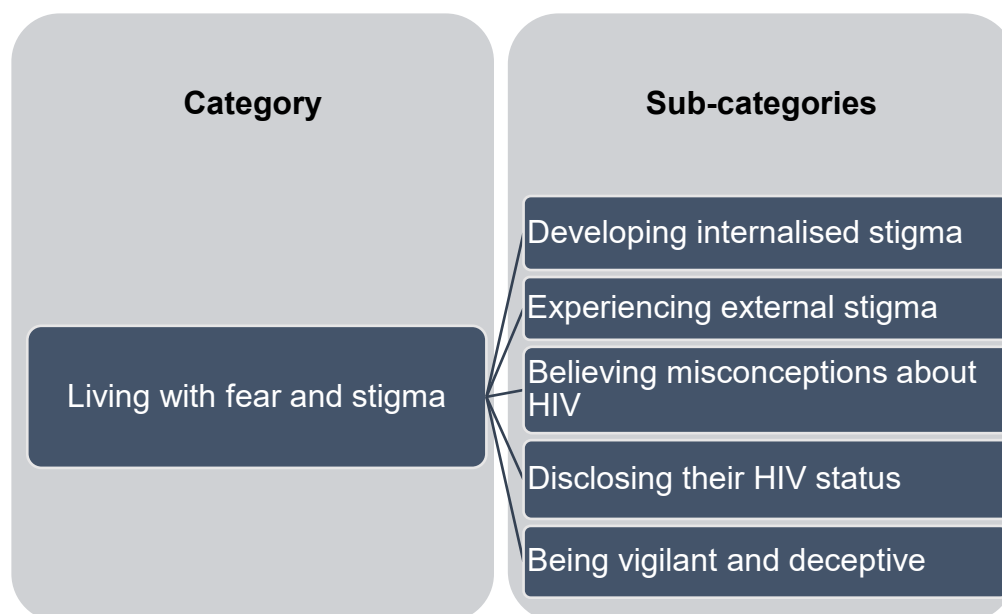 Category
Living with fear and stigma
Sub-categories
Developing internalised stigma
Experiencing external stigma
Believing misconceptions about
HIV
Disclosing their HIV status
Being vigilant and deceptive